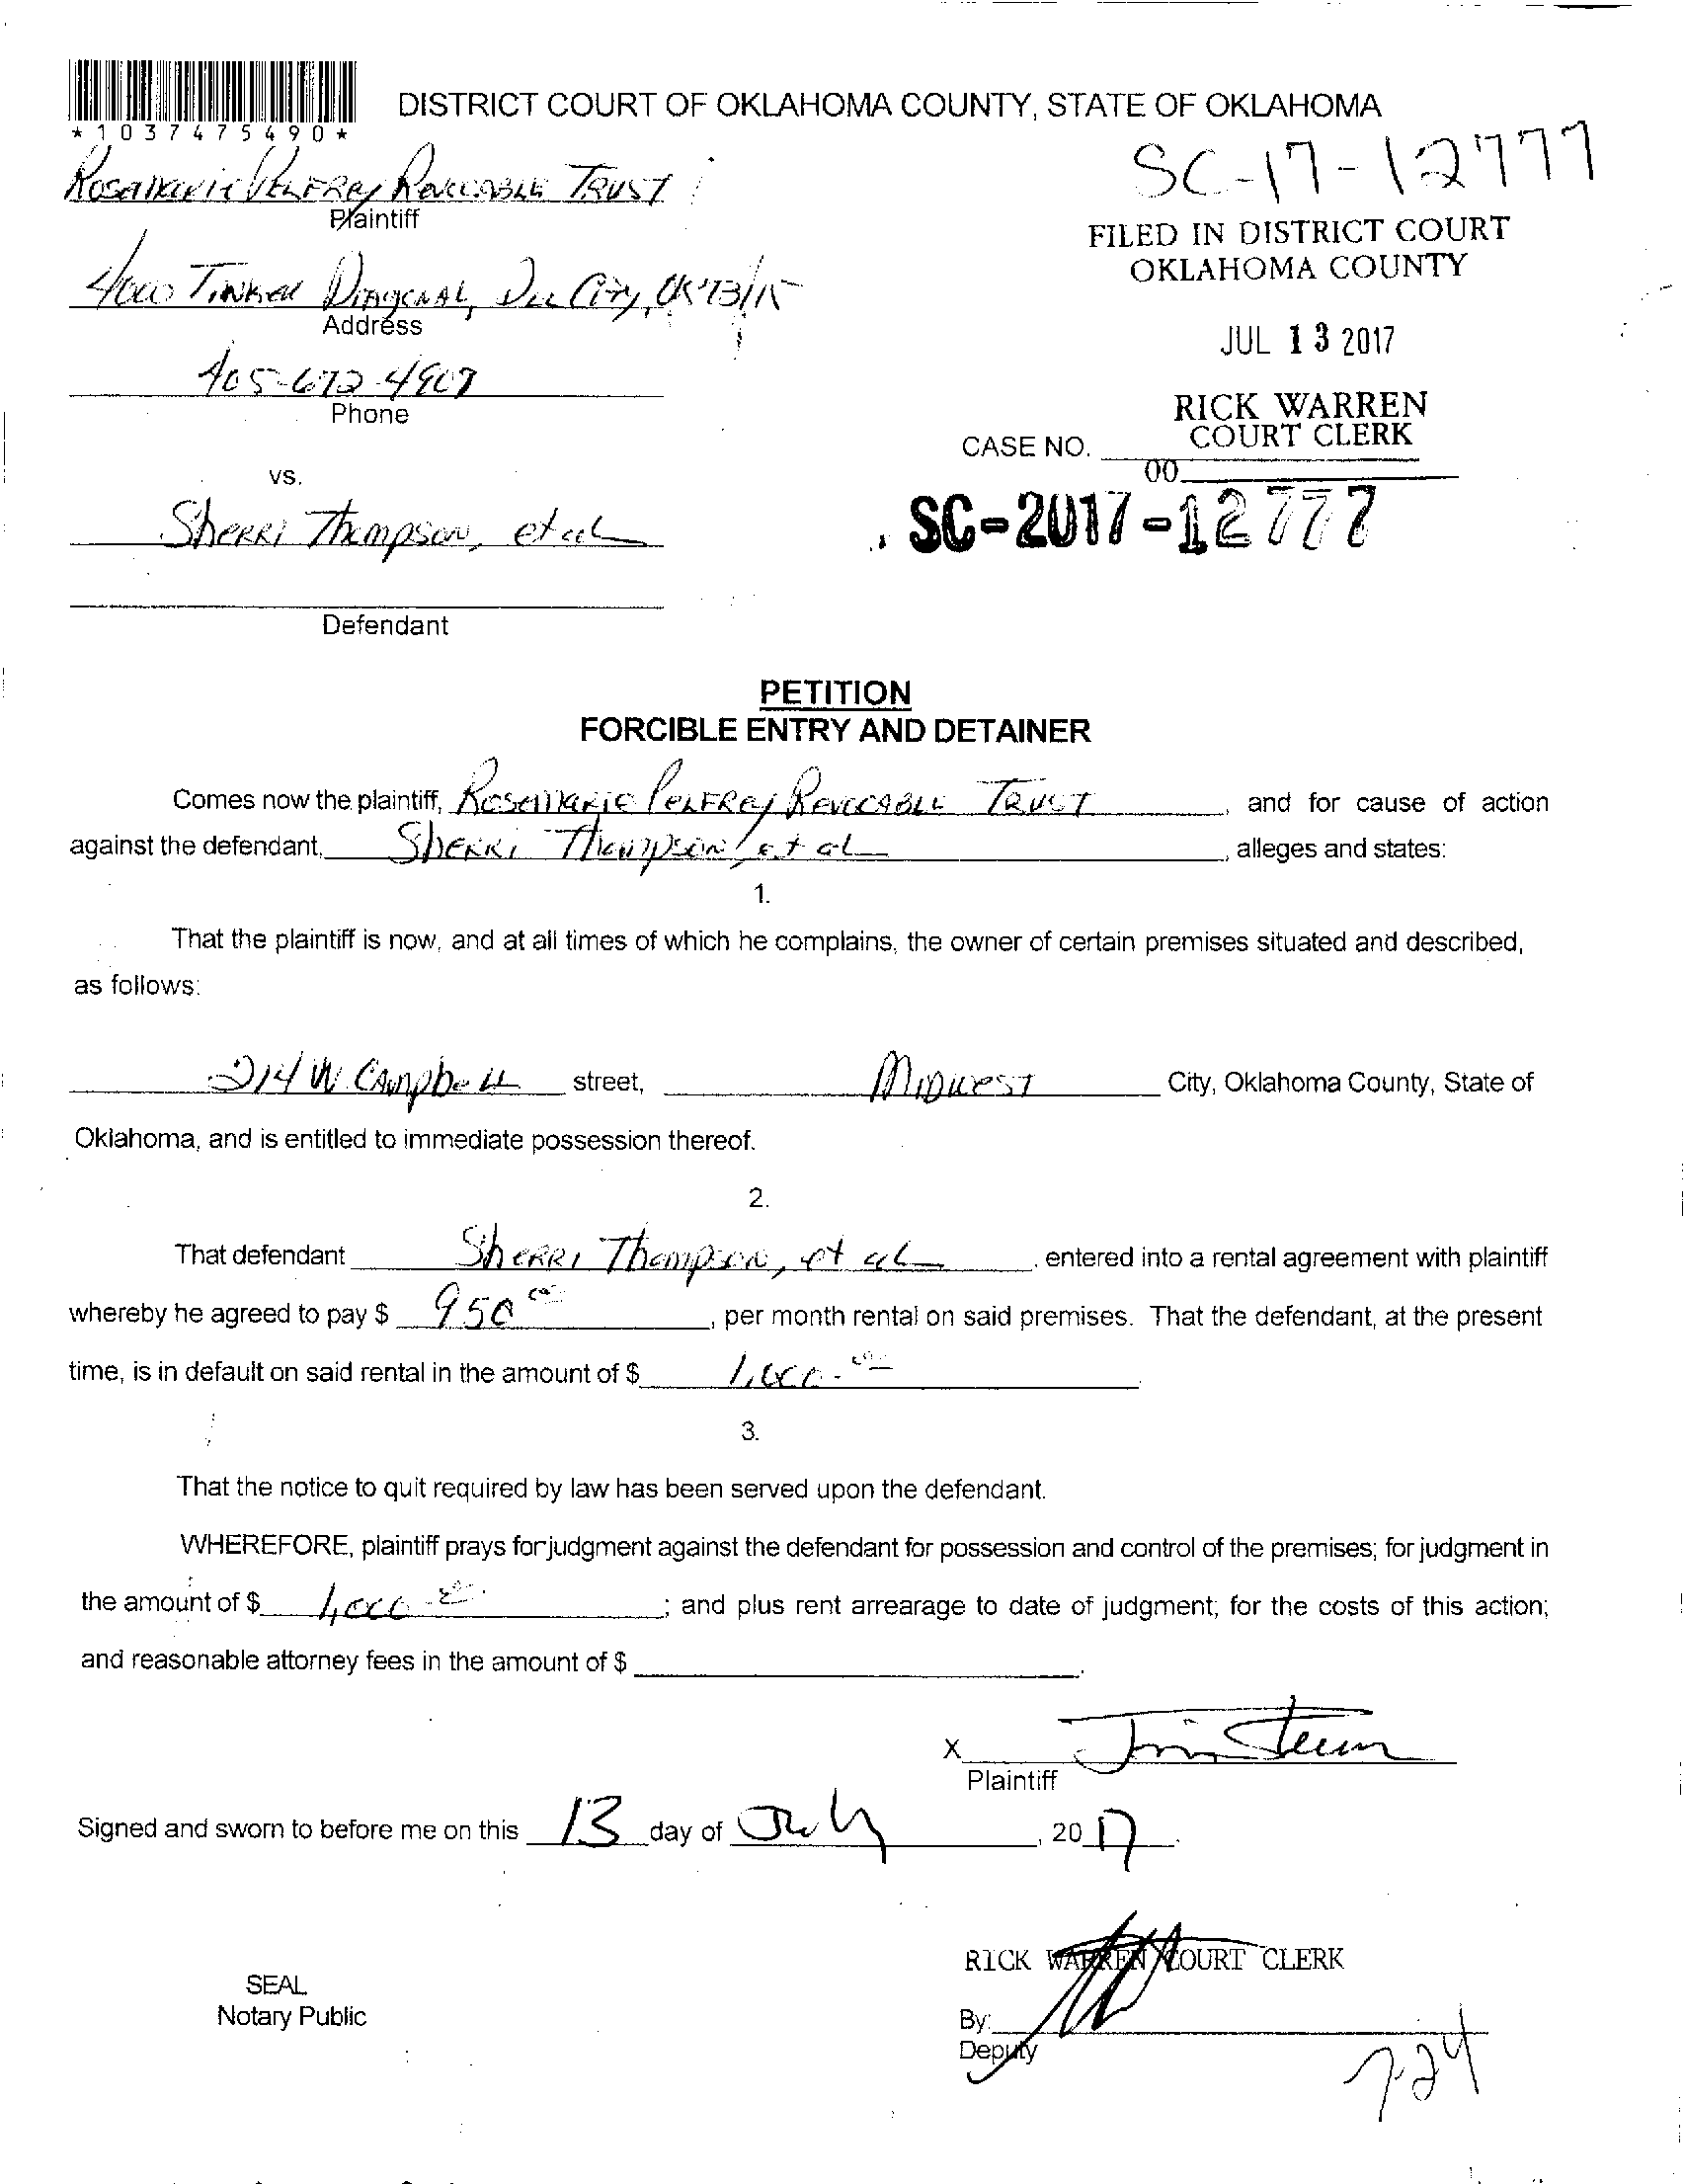 *1037475490*
DISTRICT COURT OF OKLAHOMA COUNTY, STATE OF OKLAHOMA
SC-17-12777
Rosemarie Pelfrey Revocable Trust
Plaintiff
FILED IN DISTRICT COURT
OKLAHOMA COUNTY
4000 Tinker Diagonal, Del City, OK 73115
Address
JUL 13 2017
405-672-4907
Phone
RICK WARREN
COURT CLERK
CASE NO.
00
vs.
SC-2017-12777
Sherri Thompson, et al
Defendant
PETITION
FORCIBLE ENTRY AND DETAINER
Comes now the plaintiff, Rosemarie Pelfrey Revocable Trust, and for cause of action
against the defendant, Sherri Thompson, et al, alleges and states:
1.
That the plaintiff is now, and at all times of which he complains, the owner of certain premises situated and described,
as follows:
214 W. Campbell street, Midwest City, Oklahoma County, State of
Oklahoma, and is entitled to immediate possession thereof.
2.
That defendant Sherri Thompson, et al, entered into a rental agreement with plaintiff
whereby he agreed to pay $ 950.00, per month rental on said premises. That the defendant, at the present
time, is in default on said rental in the amount of $ 1,000.00
3.
That the notice to quit required by law has been served upon the defendant.
WHEREFORE, plaintiff prays for judgment against the defendant for possession and control of the premises; for judgment in
the amount of $ 1,000.00; and plus rent arrearage to date of judgment; for the costs of this action;
and reasonable attorney fees in the amount of $
X
Plaintiff
Signed and sworn to before me on this 13 day of July, 2017.
RICK WARREN COURT CLERK
SEAL
Notary Public
By:
Deputy
7-24